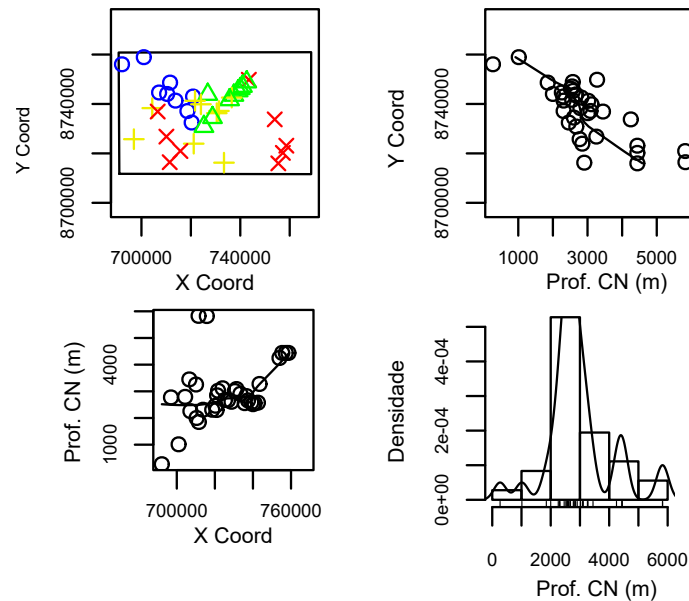 Y Coord
8700000
8740000
700000 740000
X Coord
Y Coord
8700000
8740000
1000 3000 5000
Prof. CN (m)
Prof. CN (m)
1000
4000
700000 760000
X Coord
Densidade
0e+00
2e-04
4e-04
0 2000 4000 6000
Prof. CN (m)